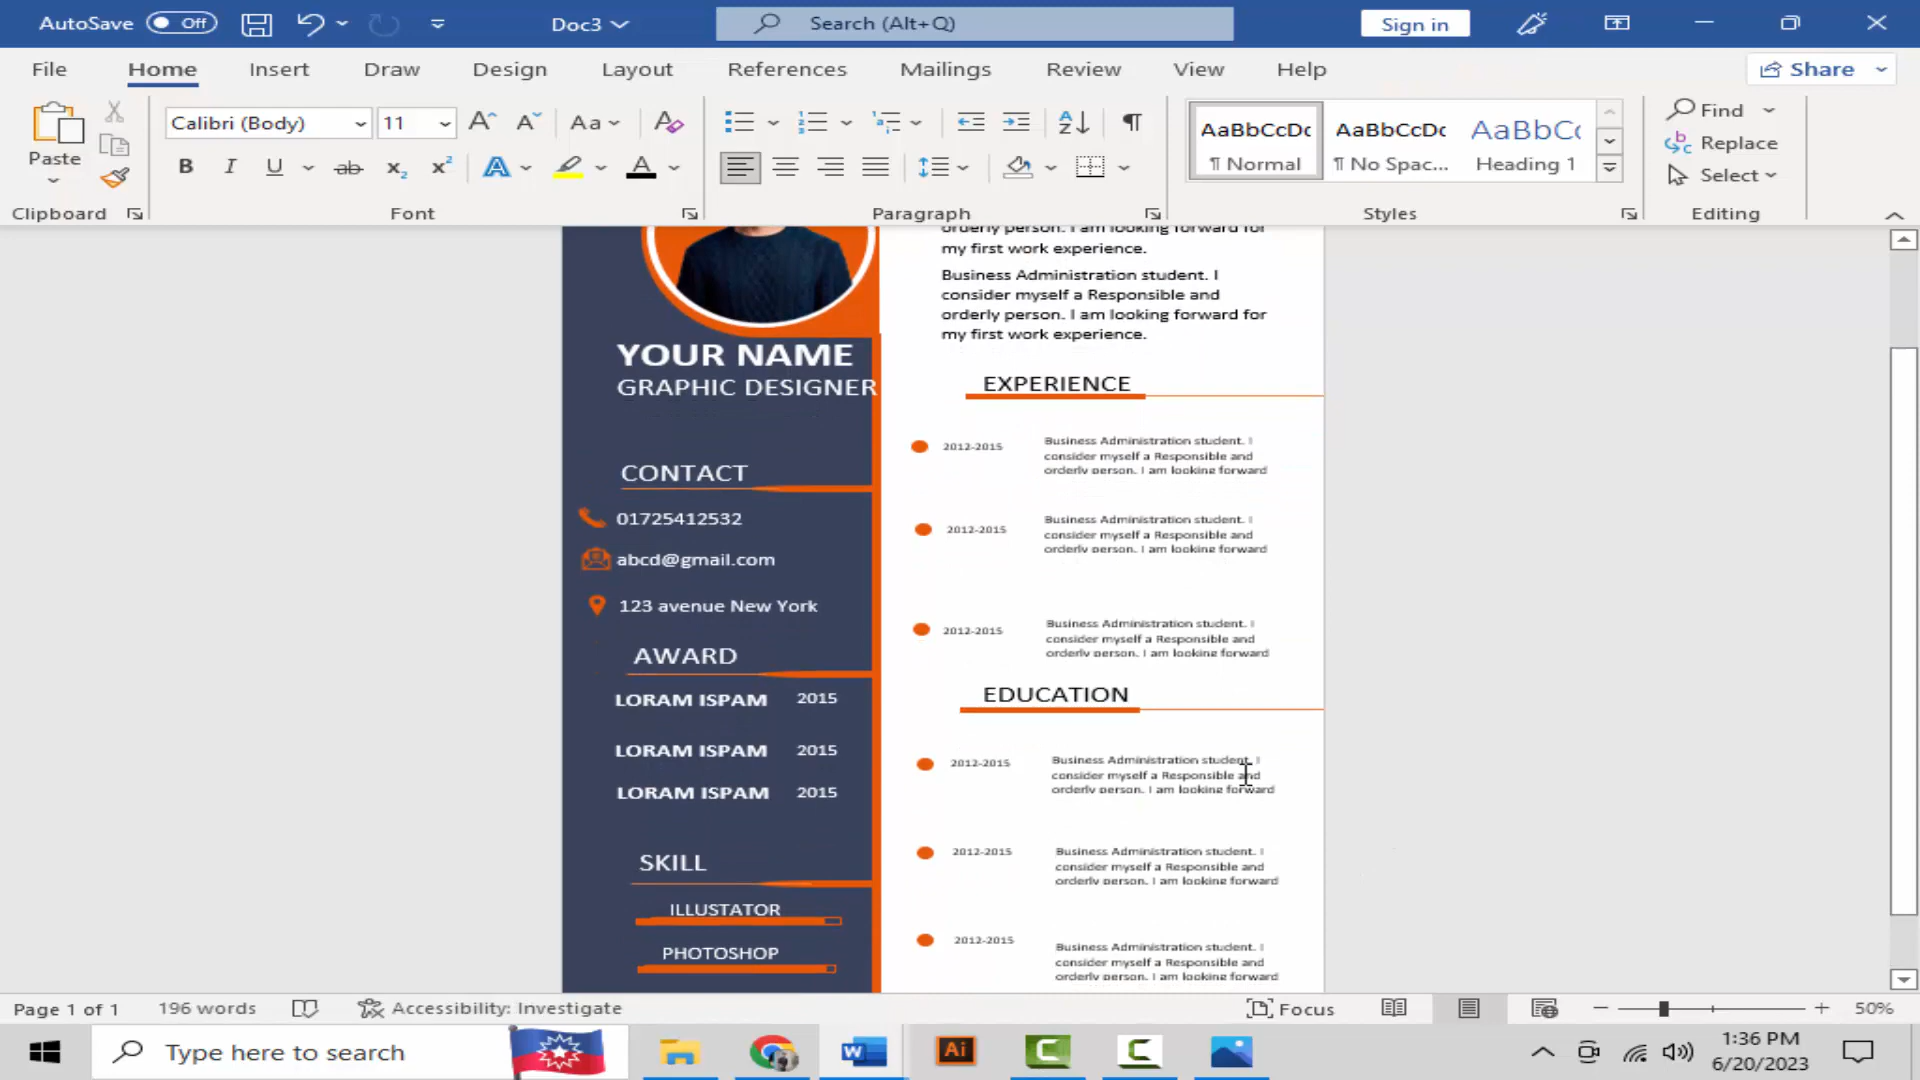 AutoSave Off Doc3 Search (Alt+Q) Sign in
File Home Insert Draw Design Layout References Mailings Review View Help Share
Paste Calibri (Body) 11 Aa AaBbCcDc AaBbCcDc AaBbCc Find
¶ Normal ¶ No Spac... Heading 1 Replace
Select
Clipboard Font Paragraph Styles Editing
orderly person. I am looking forward for
my first work experience.
Business Administration student. I
consider myself a Responsible and
orderly person. I am looking forward for
my first work experience.
YOUR NAME
GRAPHIC DESIGNER
CONTACT
01725412532
abcd@gmail.com
123 avenue New York
AWARD
LORAM ISPAM 2015
LORAM ISPAM 2015
LORAM ISPAM 2015
SKILL
ILLUSTATOR
PHOTOSHOP
EXPERIENCE
2012-2015 Business Administration student. I
consider myself a Responsible and
orderly person. I am looking forward
2012-2015 Business Administration student. I
consider myself a Responsible and
orderly person. I am looking forward
2012-2015 Business Administration student. I
consider myself a Responsible and
orderly person. I am looking forward
EDUCATION
2012-2015 Business Administration student. I
consider myself a Responsible and
orderly person. I am looking forward
2012-2015 Business Administration student. I
consider myself a Responsible and
orderly person. I am looking forward
2012-2015 Business Administration student. I
consider myself a Responsible and
orderly person. I am looking forward
Page 1 of 1 196 words Accessibility: Investigate Focus 50%
Type here to search Ai 1:36 PM
6/20/2023